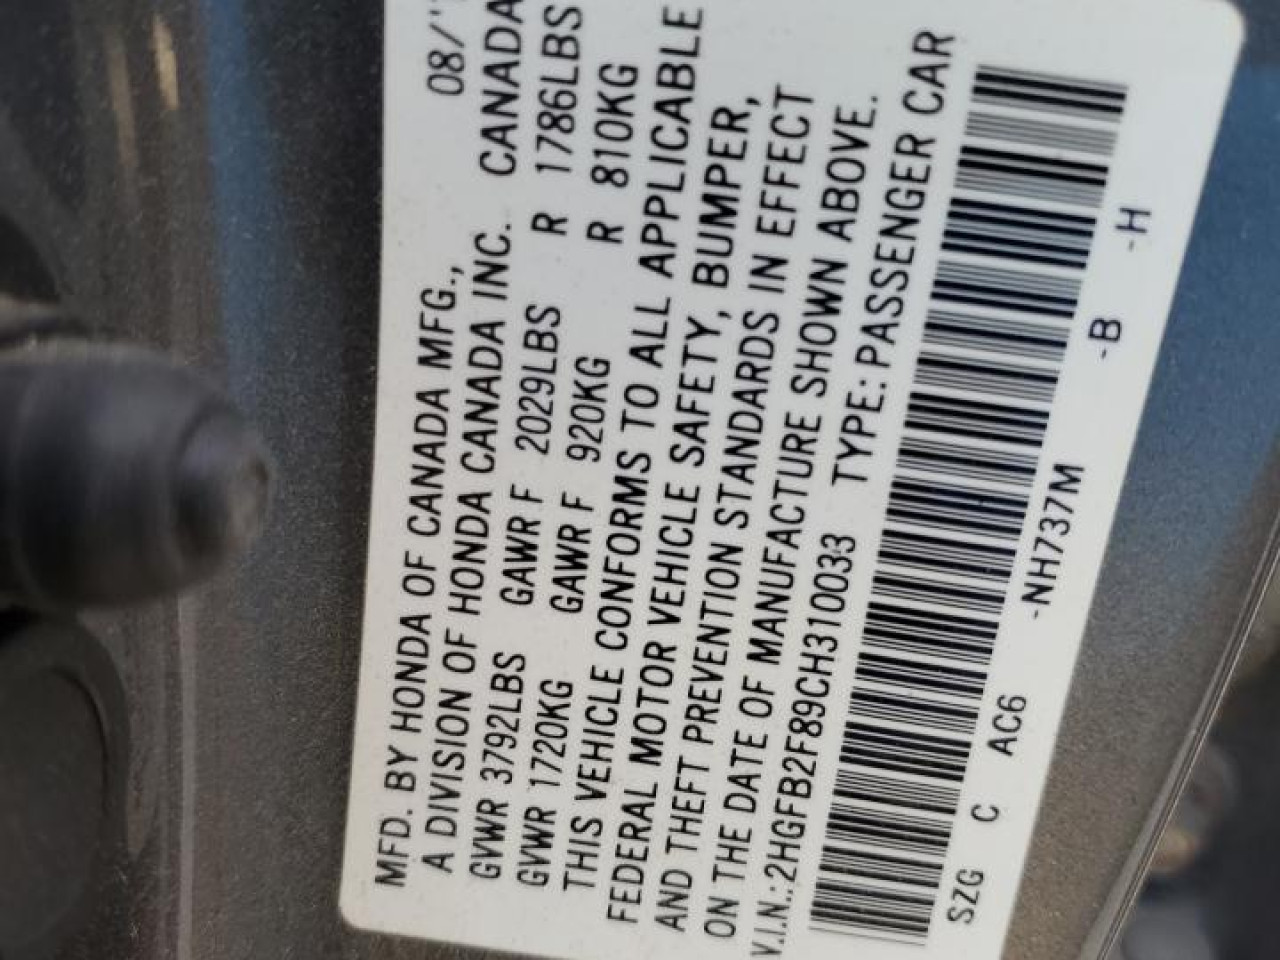 MFD. BY HONDA OF CANADA MFG., 08/
A DIVISION OF HONDA CANADA INC. CANADA
GVWR 3792LBS GAWR F 2029LBS R 1786LBS
GVWR 1720KG GAWR F 920KG R 810KG
THIS VEHICLE CONFORMS TO ALL APPLICABLE
FEDERAL MOTOR VEHICLE SAFETY, BUMPER,
AND THEFT PREVENTION STANDARDS IN EFFECT
ON THE DATE OF MANUFACTURE SHOWN ABOVE.
V.I.N.:2HGFB2F89CH310033 TYPE: PASSENGER CAR
SZG C AC6 -NH737M -B -H